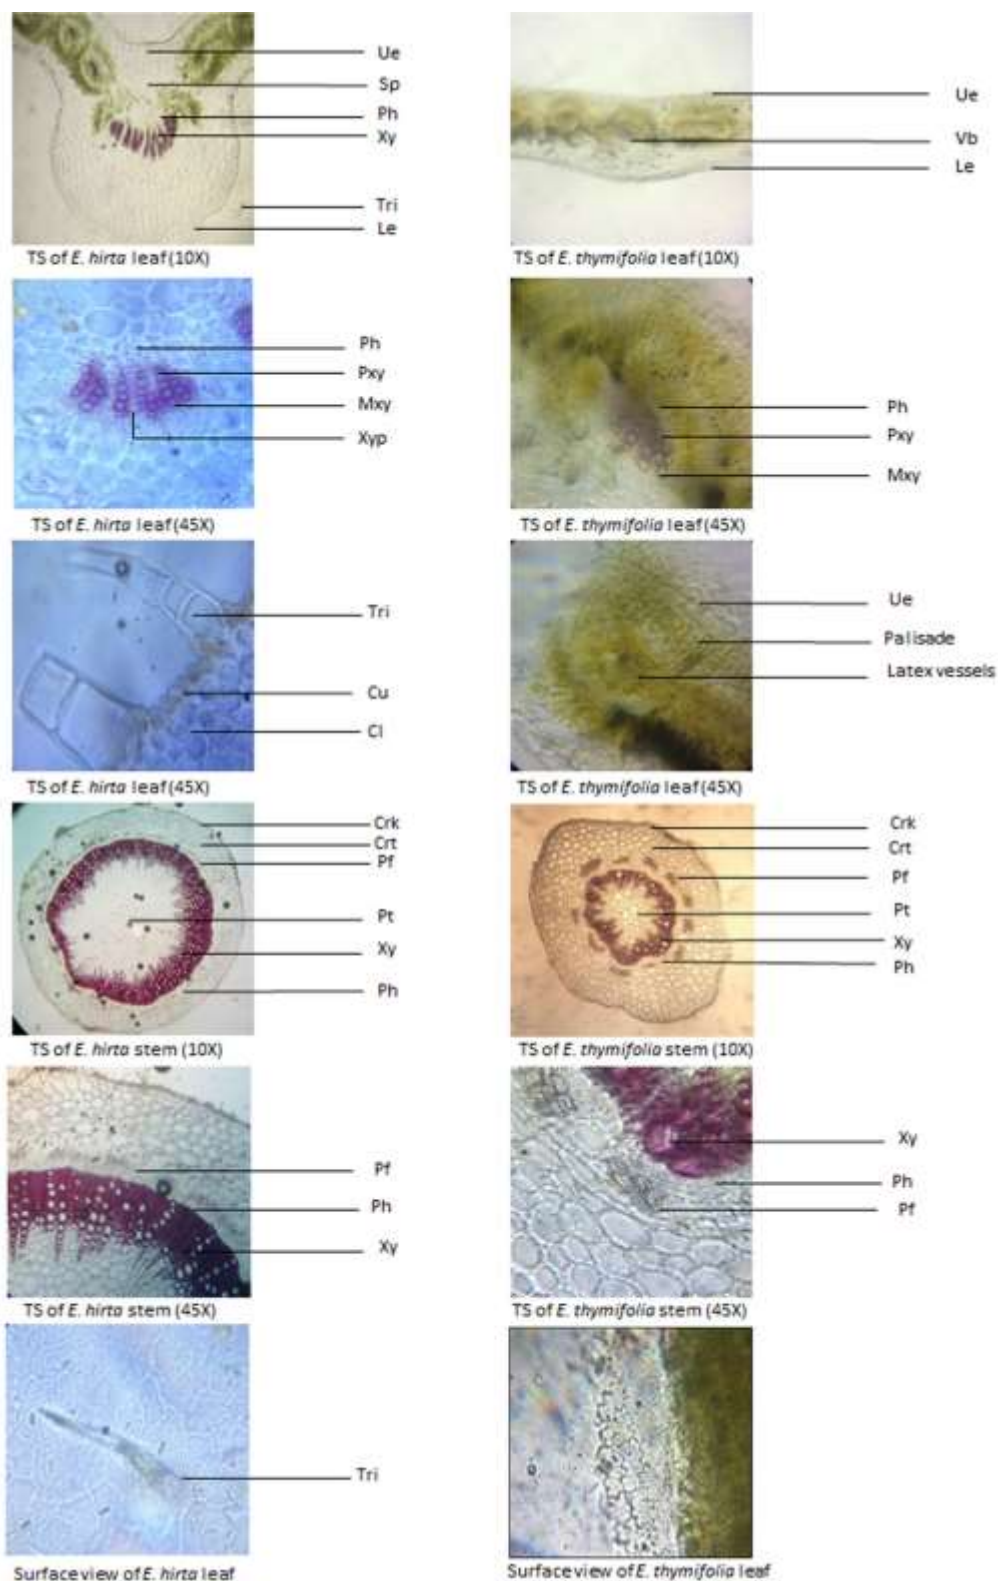 Ue
Sp
Ph
Xy
Tri
Le
TS of E. hirta leaf (10X)
Ue
Vb
Le
TS of E. thymifolia leaf (10X)
Ph
Pxy
Mxy
Xyp
TS of E. hirta leaf (45X)
Ph
Pxy
Mxy
TS of E. thymifolia leaf (45X)
Tri
Cu
Cl
TS of E. hirta leaf (45X)
Ue
Palisade
Latex vessels
TS of E. thymifolia leaf (45X)
Crk
Crt
Pf
Pt
Xy
Ph
TS of E. hirta stem (10X)
Crk
Crt
Pf
Pt
Xy
Ph
TS of E. thymifolia stem (10X)
Pf
Ph
Xy
TS of E. hirta stem (45X)
Xy
Ph
Pf
TS of E. thymifolia stem (45X)
Tri
Surface view of E. hirta leaf
Surface view of E. thymifolia leaf